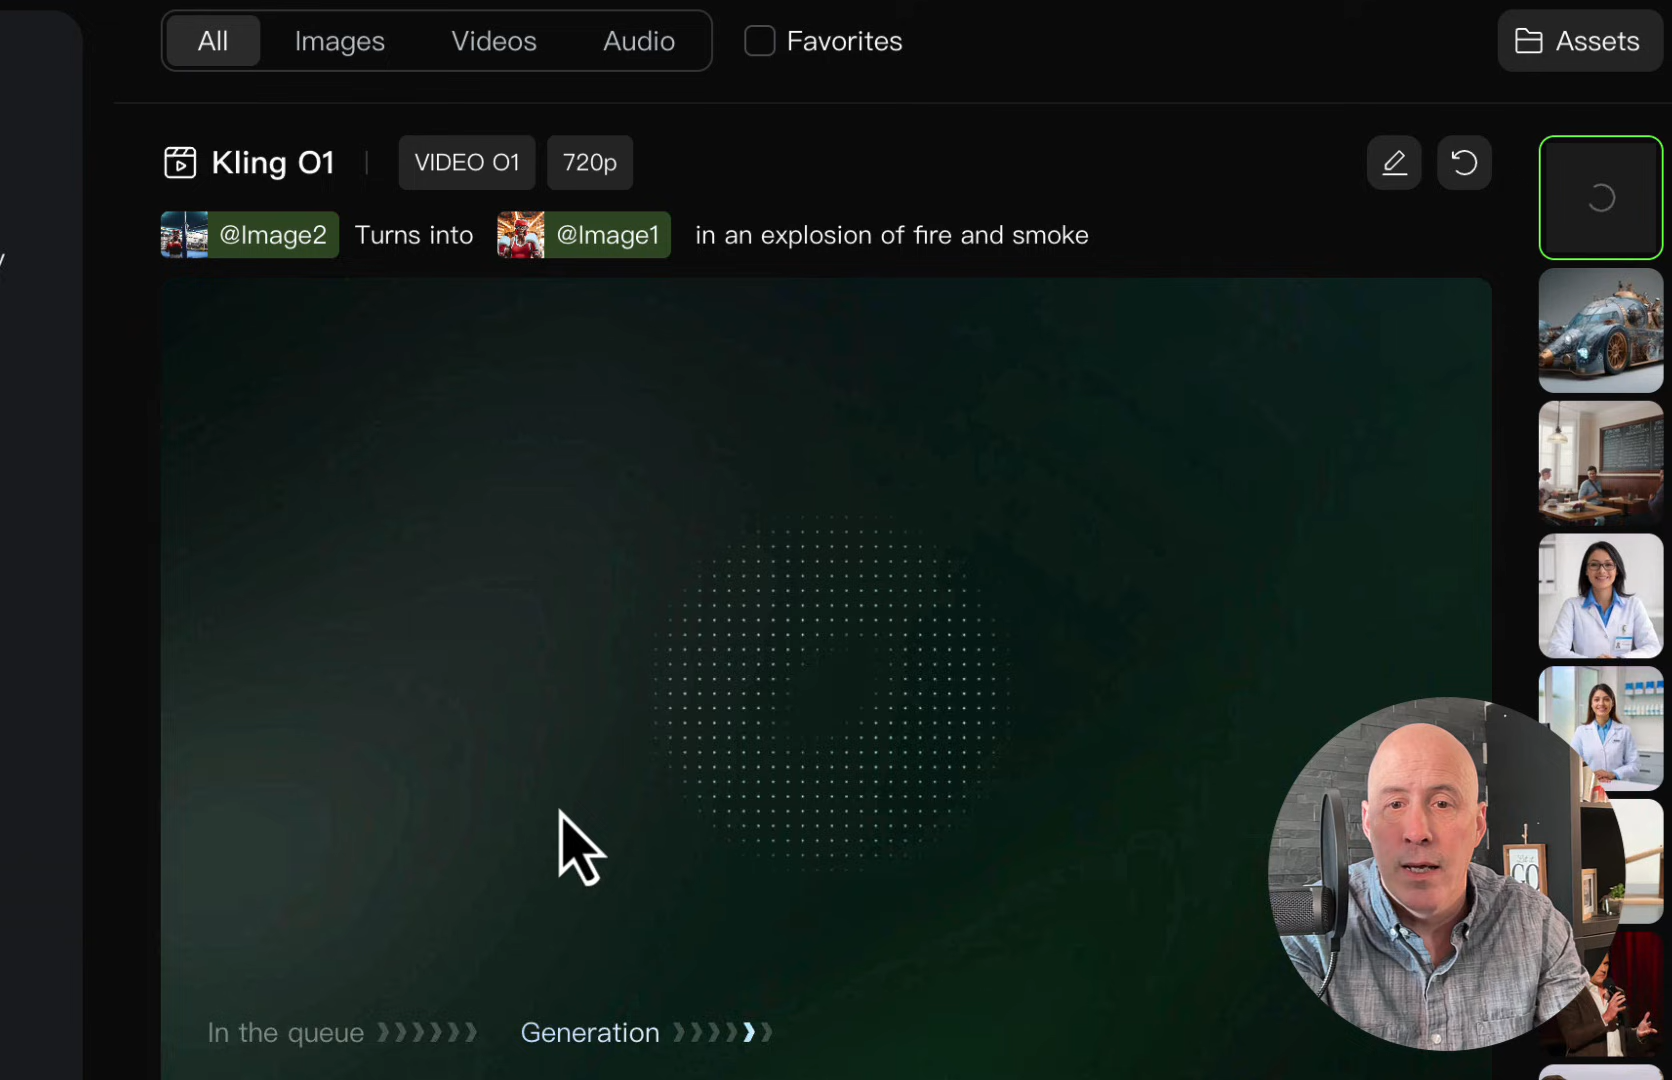 All Images Videos Audio Favorites Assets
Kling O1 VIDEO O1 720p
@Image2 Turns into @Image1 in an explosion of fire and smoke
GO
In the queue Generation